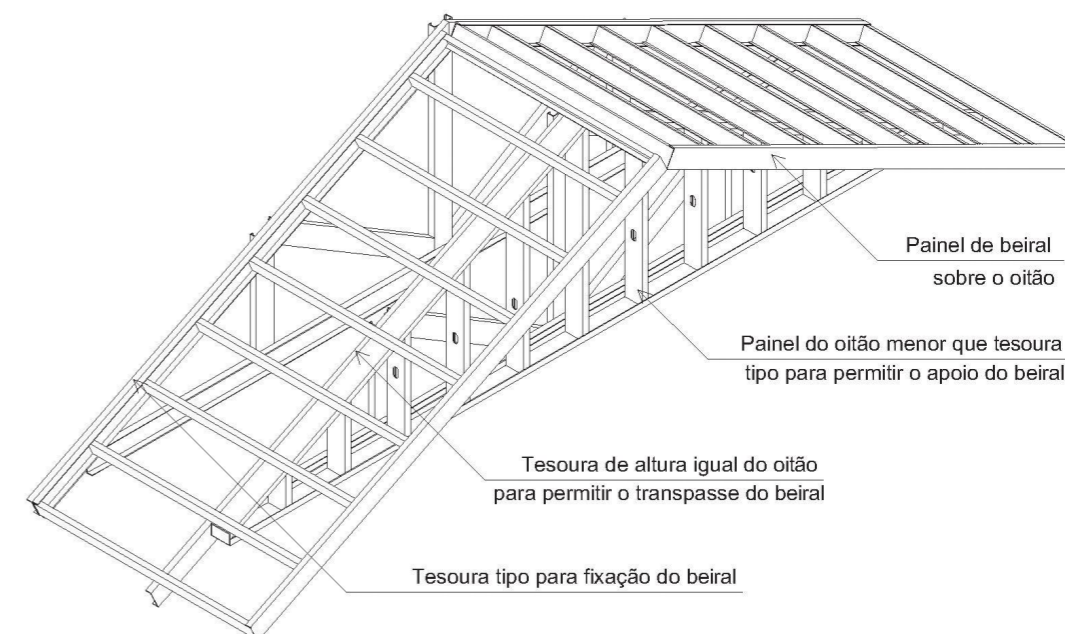 Painel de beiral
sobre o oitão
Painel do oitão menor que tesoura
tipo para permitir o apoio do beiral
Tesoura de altura igual do oitão
para permitir o transpasse do beiral
Tesoura tipo para fixação do beiral